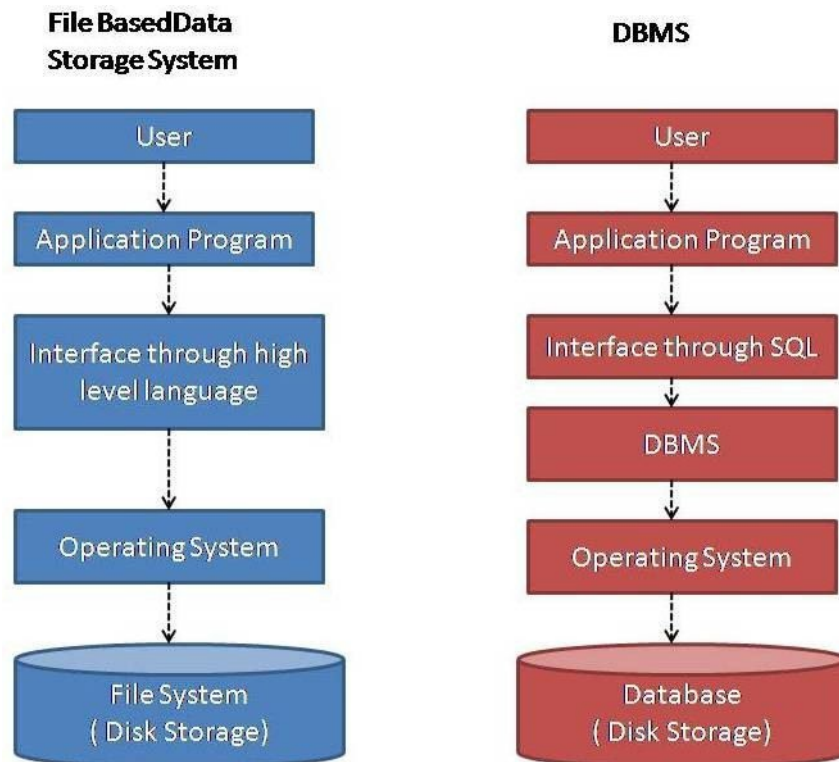 File BasedData
Storage System
User
Application Program
Interface through high
level language
Operating System
File System
( Disk Storage)
DBMS
User
Application Program
Interface through SQL
DBMS
Operating System
Database
( Disk Storage)